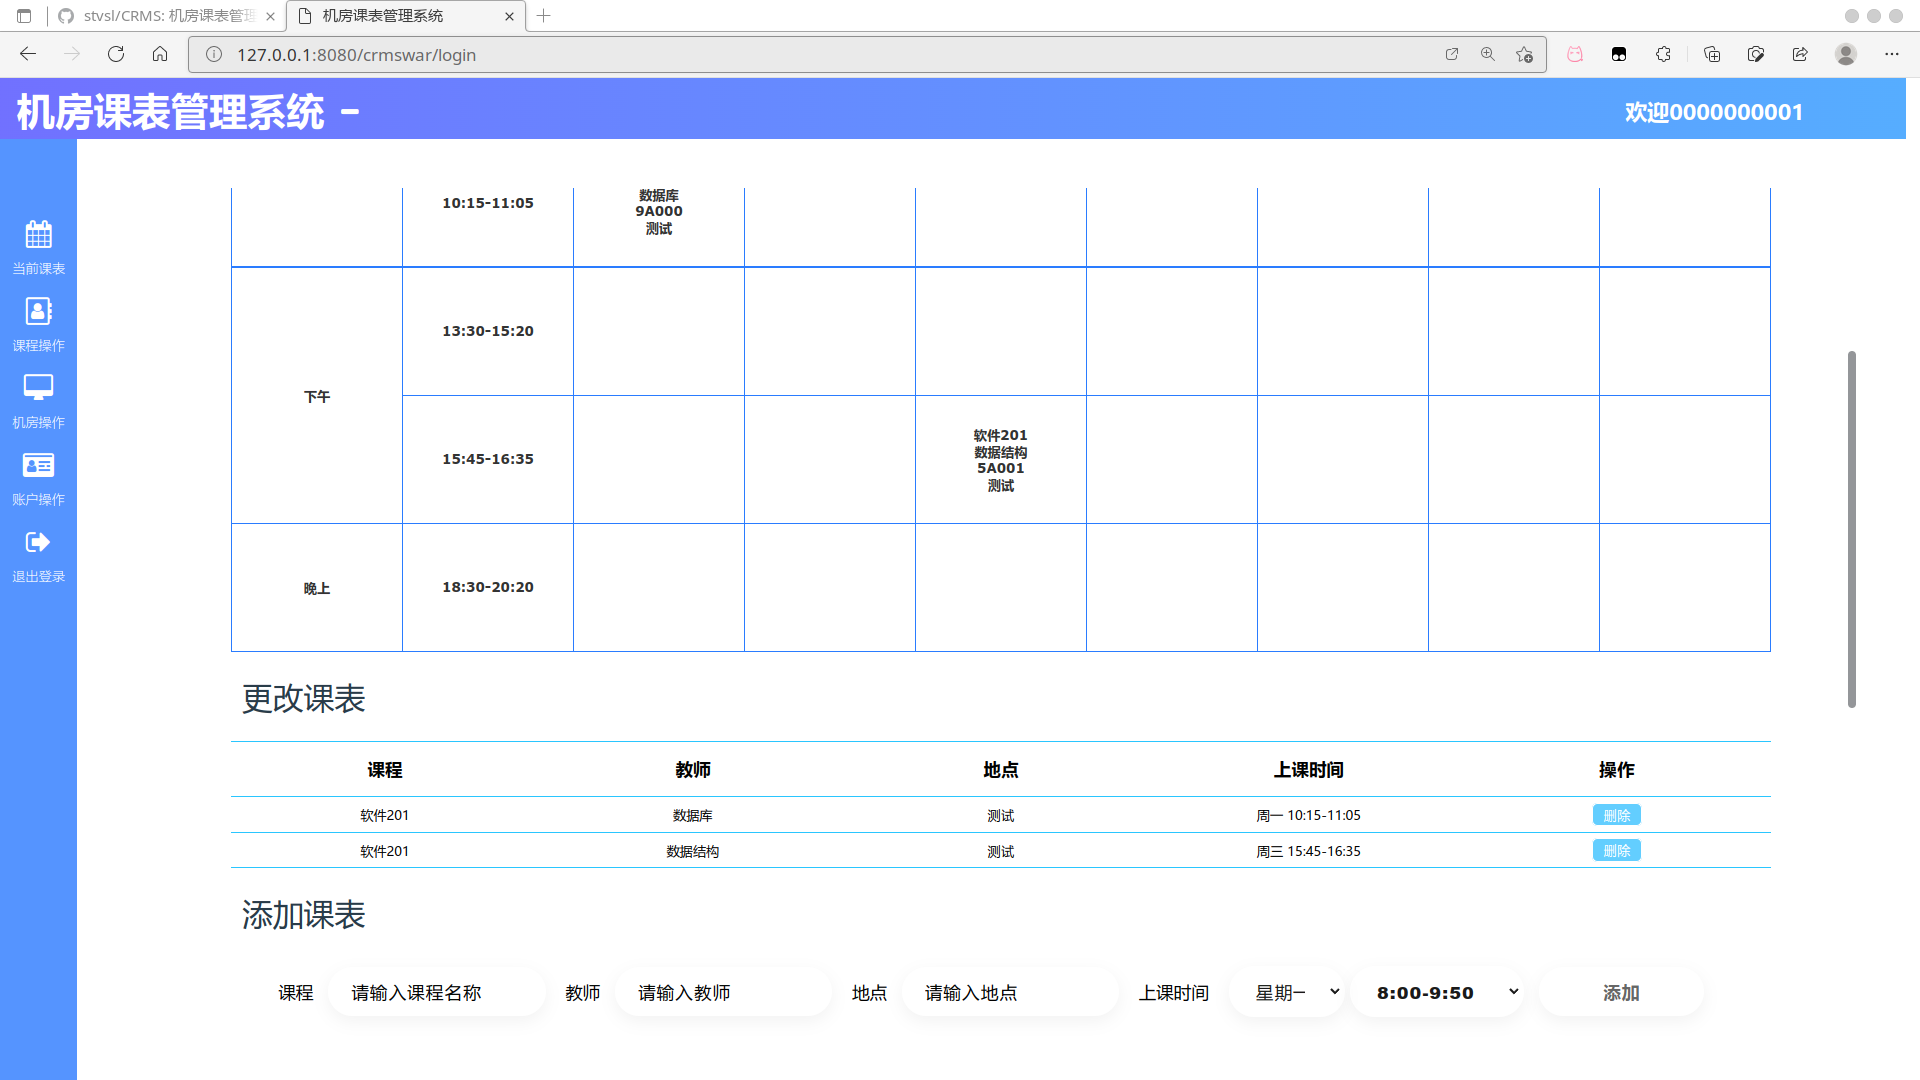 stvsl/CRMS: 机房课表管理
机房课表管理系统
127.0.0.1:8080/crmswar/login
机房课表管理系统 -
欢迎0000000001
当前课表
课程操作
机房操作
账户操作
退出登录
10:15-11:05
数据库
9A000
测试
下午
13:30-15:20
15:45-16:35
软件201
数据结构
5A001
测试
晚上
18:30-20:20
更改课表
课程 教师 地点 上课时间 操作
软件201 数据库 测试 周一 10:15-11:05 删除
软件201 数据结构 测试 周三 15:45-16:35 删除
添加课表
课程 请输入课程名称 教师 请输入教师 地点 请输入地点 上课时间 星期一 8:00-9:50 添加